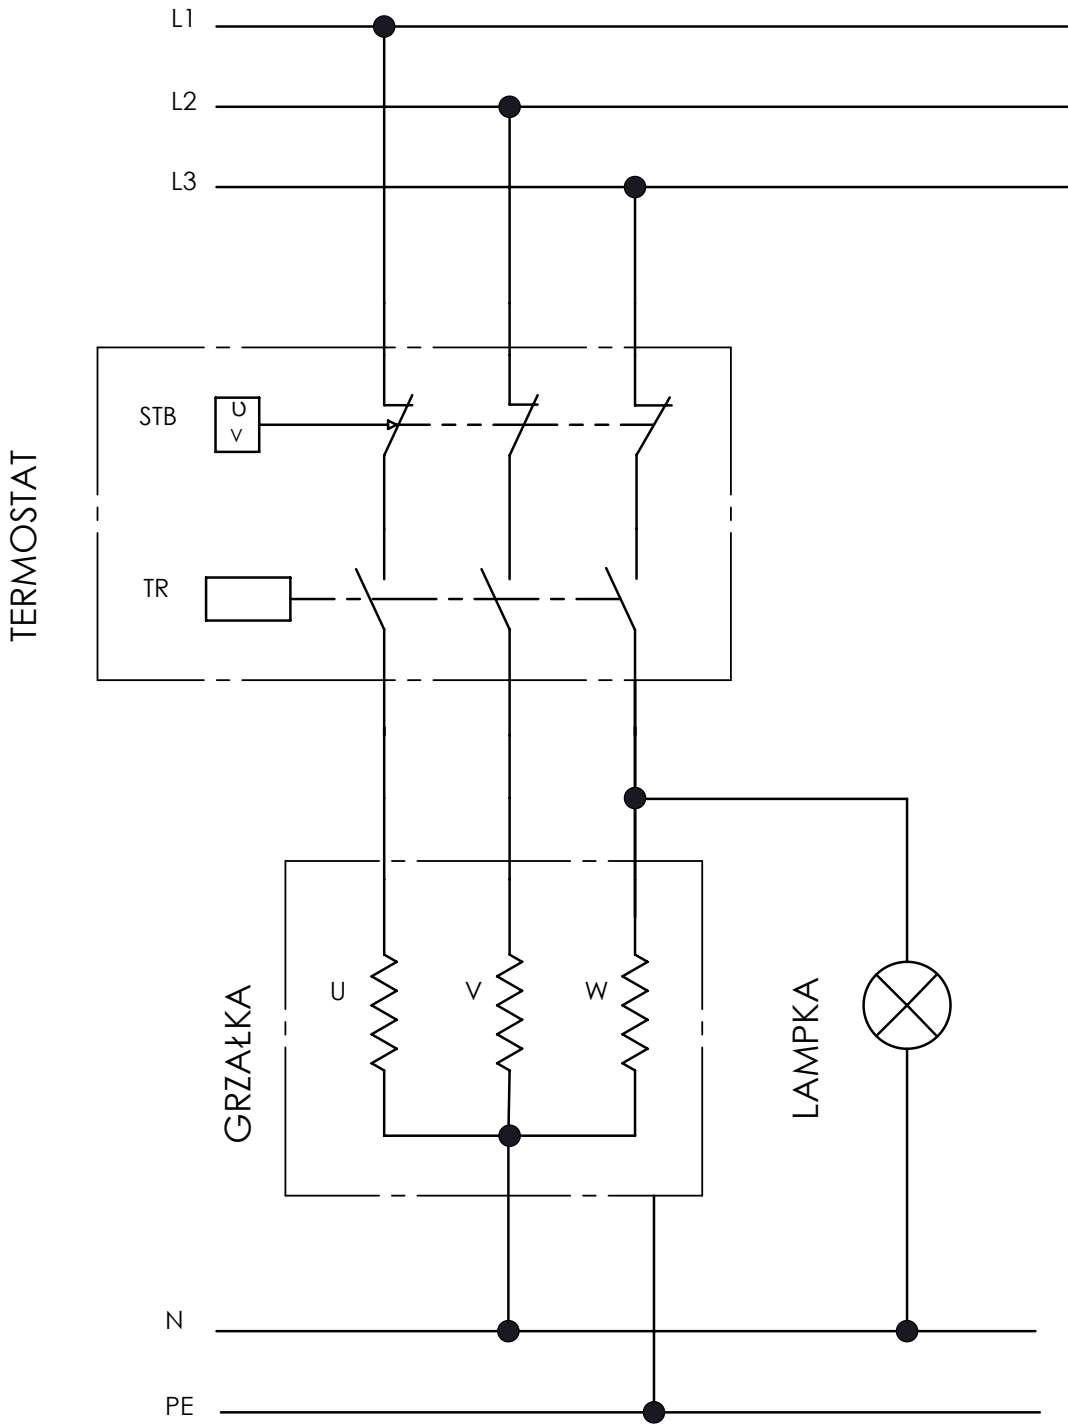 L1
L2
L3
TERMOSTAT
STB
U
V
TR
GRZAŁKA
U
V
W
LAMPKA
N
PE